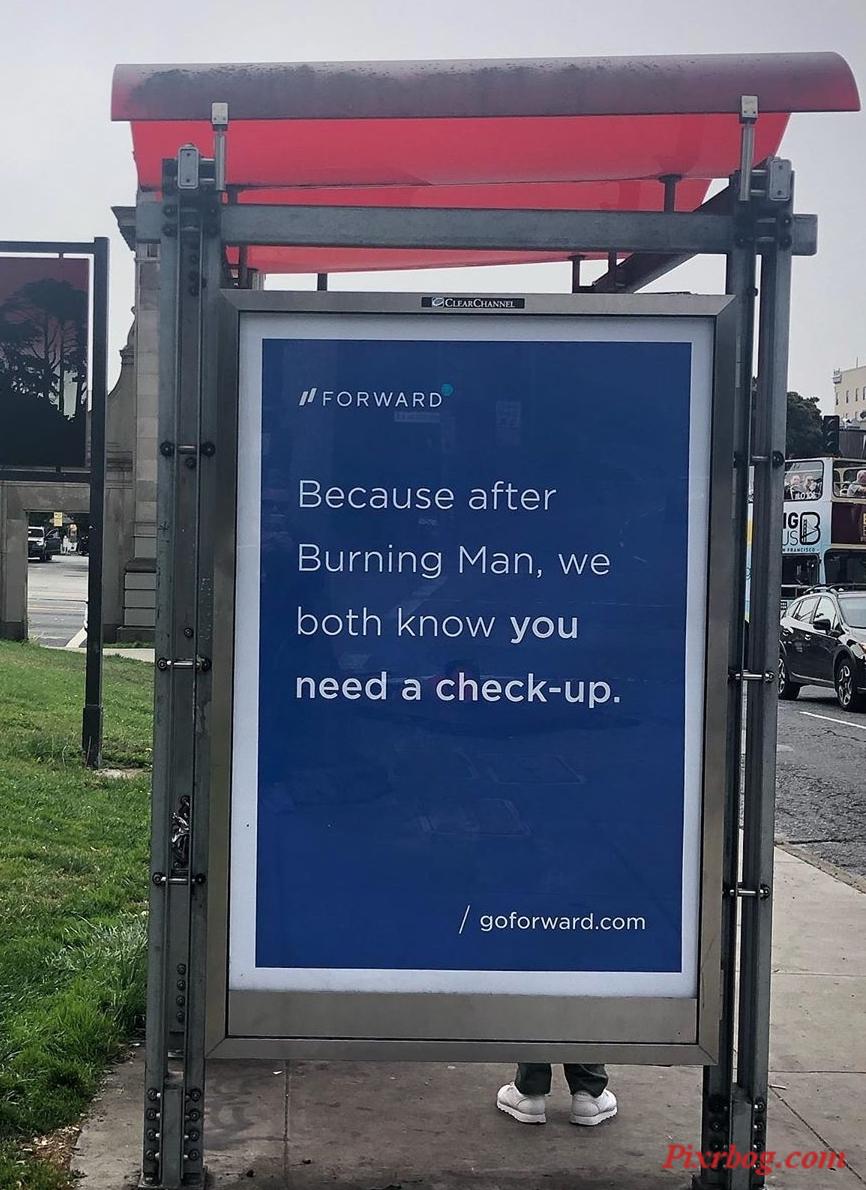 CLEARCHANNEL
FORWARD
Because after
Burning Man, we
both know you
need a check-up.
/ goforward.com
Pixrbog.com